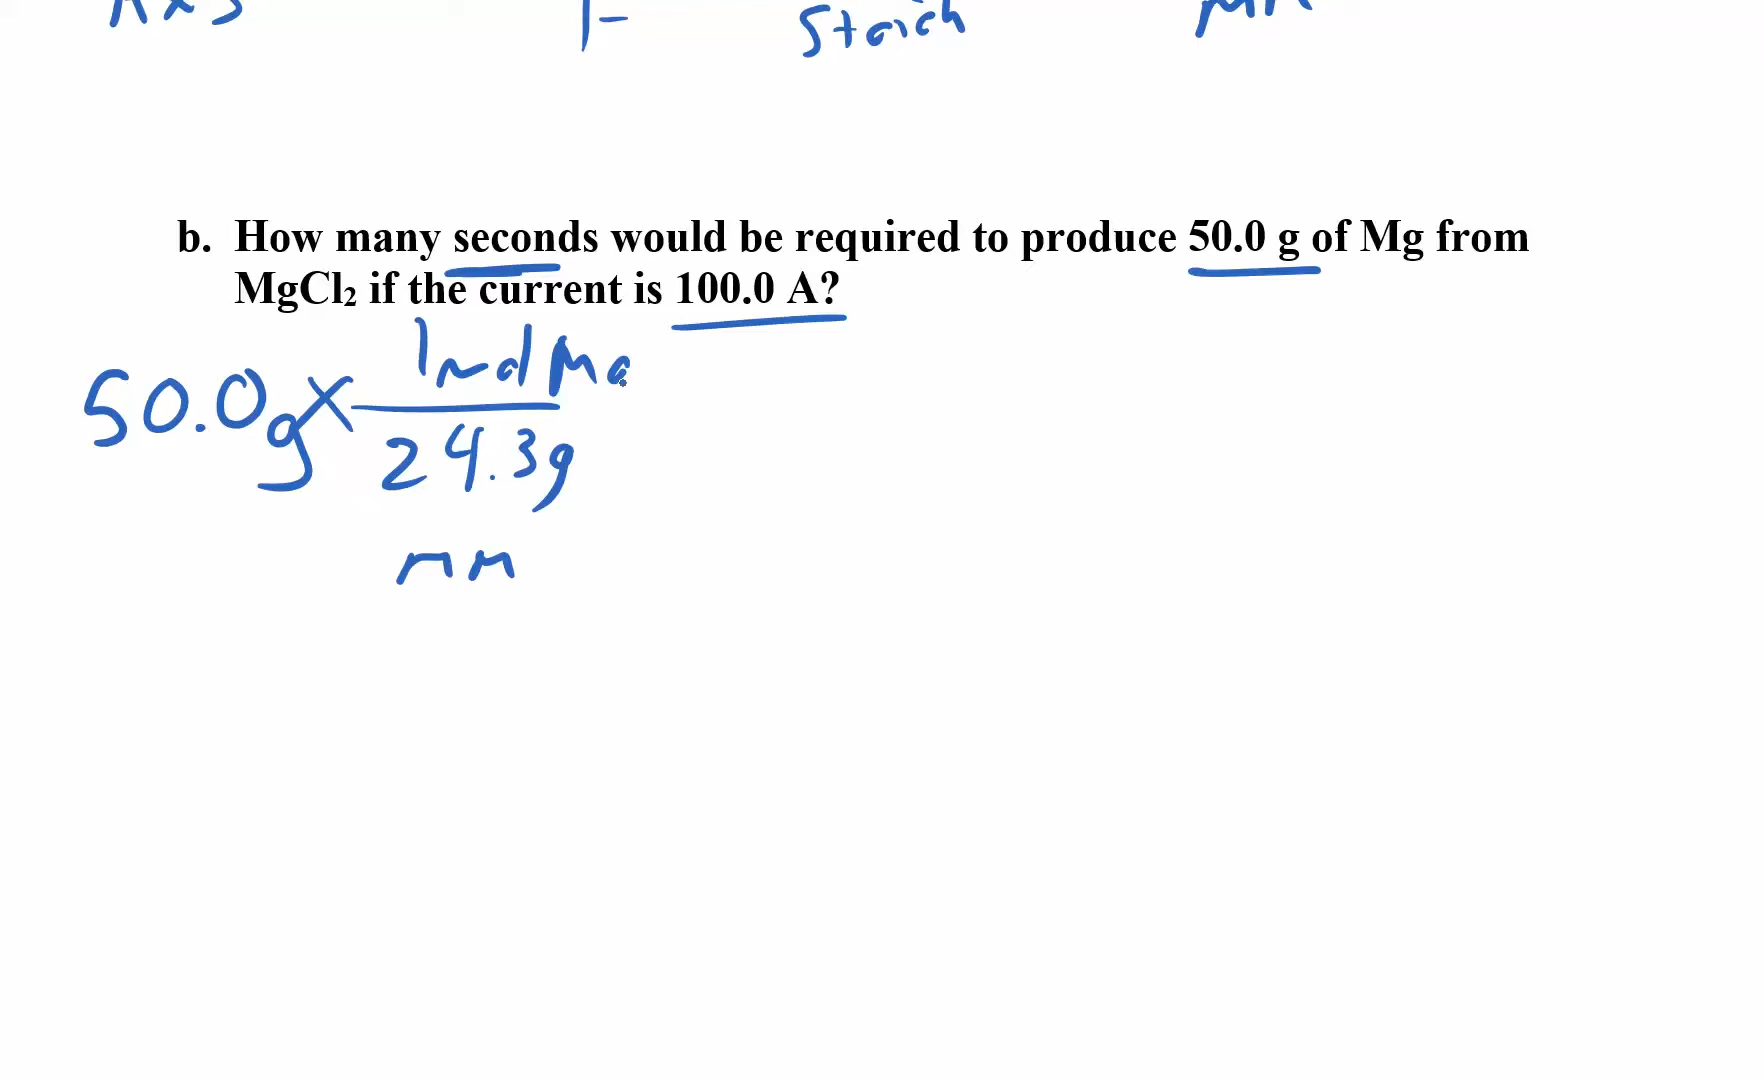 Stoich
b. How many seconds would be required to produce 50.0 g of Mg from
MgCl₂ if the current is 100.0 A?
1 mol Mg
50.0g x
24.3g
MM